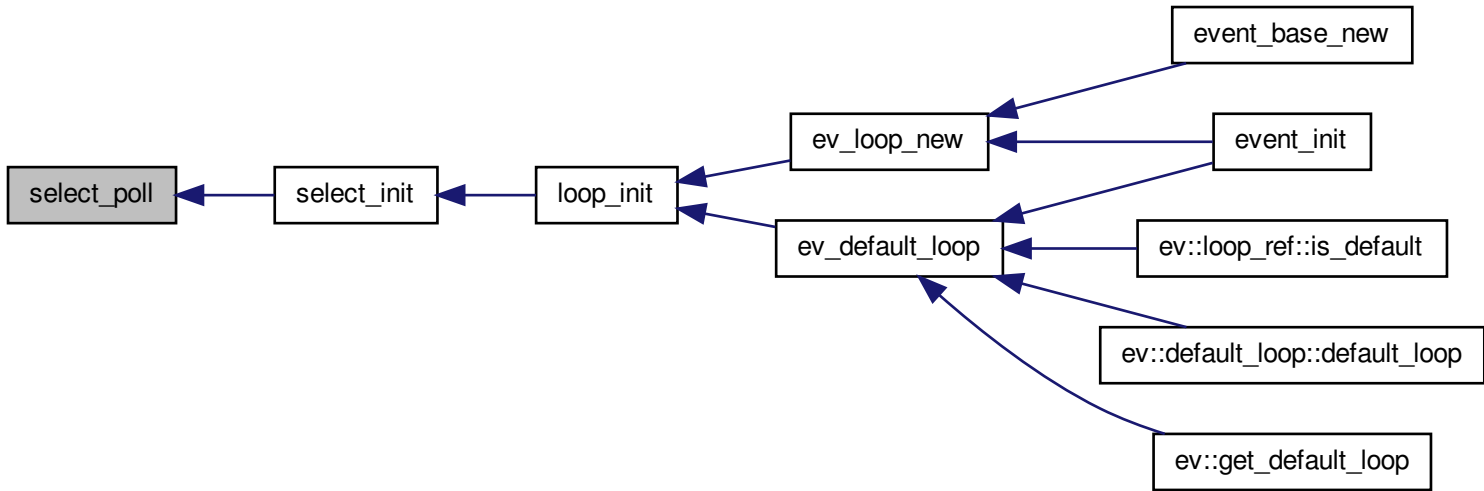 select_poll
select_init
loop_init
ev_loop_new
ev_default_loop
event_base_new
event_init
ev::loop_ref::is_default
ev::default_loop::default_loop
ev::get_default_loop